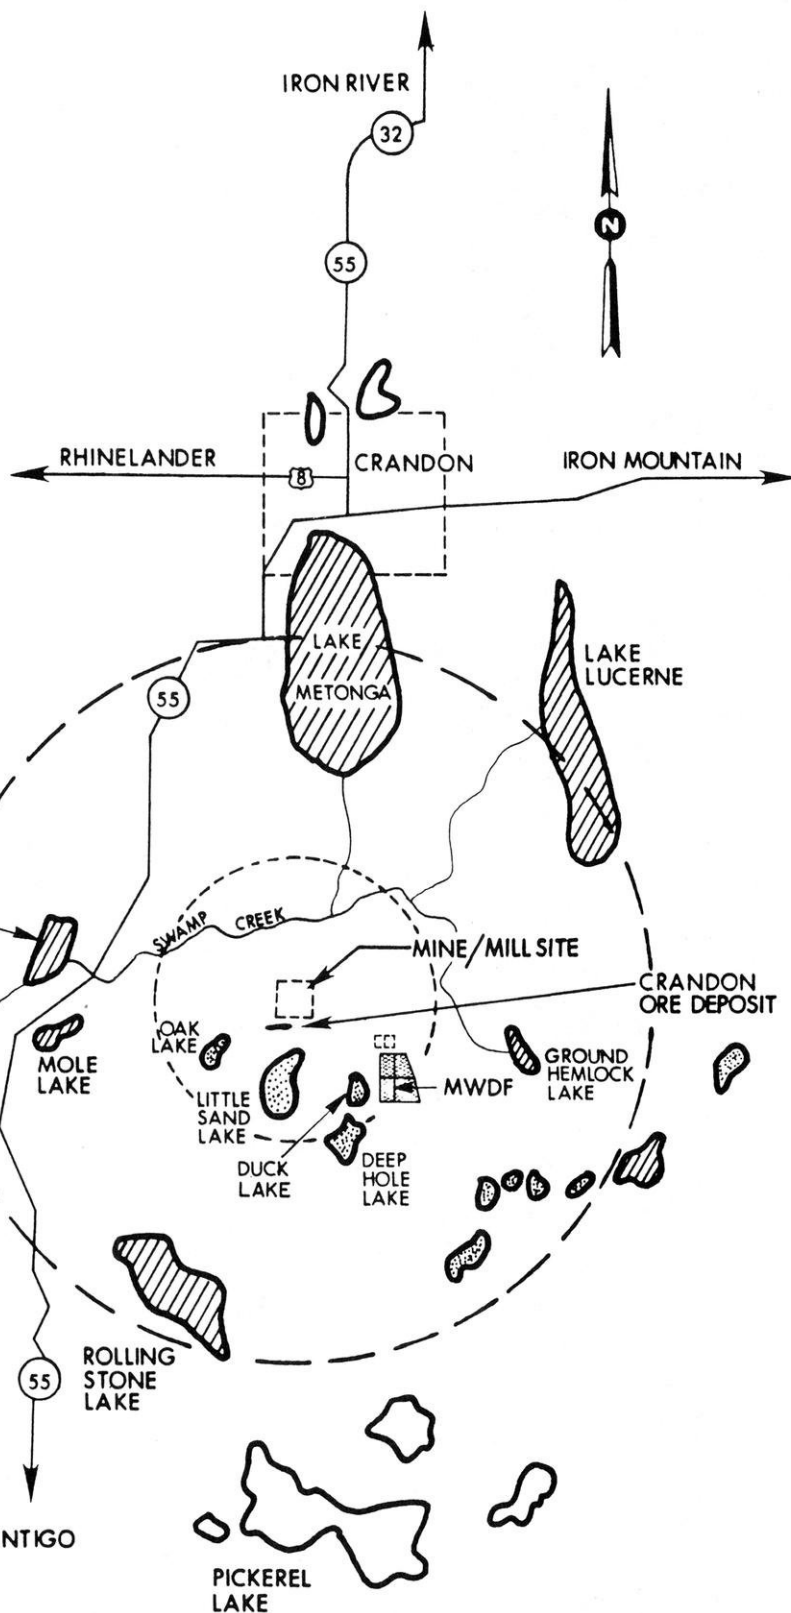 IRON RIVER
32
N
55
RHINELANDER
8
CRANDON
IRON MOUNTAIN
LAKE
METONGA
LAKE
LUCERNE
55
SWAMP CREEK
MINE/MILL SITE
CRANDON
ORE DEPOSIT
OAK
LAKE
MOLE
LAKE
GROUND
HEMLOCK
LAKE
LITTLE
SAND
LAKE
MWDF
DUCK
LAKE
DEEP
HOLE
LAKE
ROLLING
STONE
LAKE
55
NTIGO
PICKEREL
LAKE